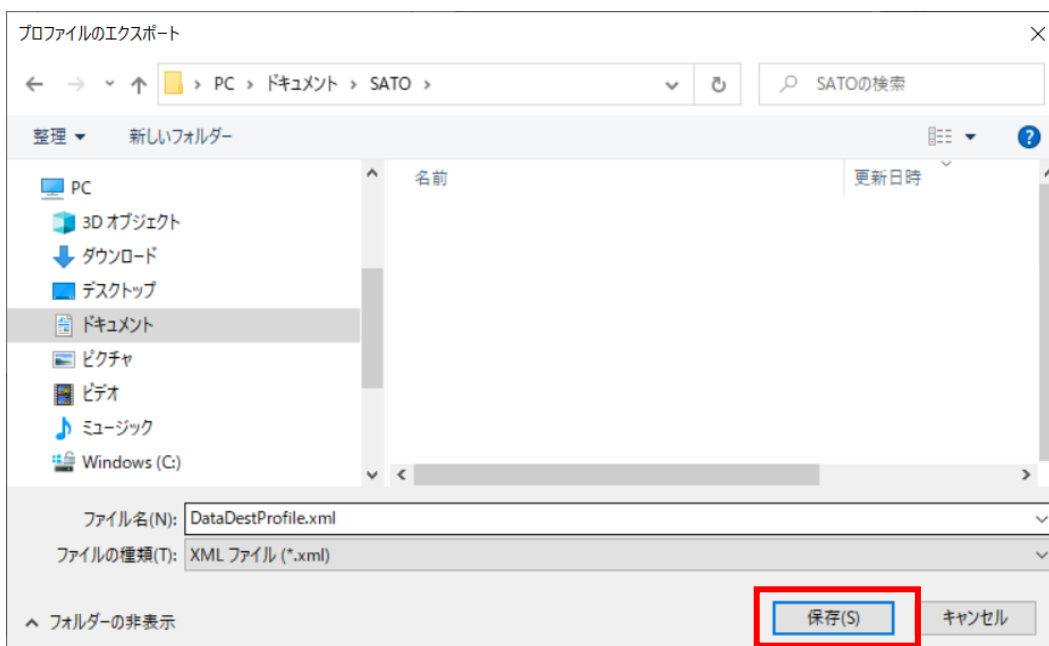 プロファイルのエクスポート
PC › ドキュメント › SATO ›
SATOの検索
整理
新しいフォルダー
名前
更新日時
PC
3D オブジェクト
ダウンロード
デスクトップ
ドキュメント
ピクチャ
ビデオ
ミュージック
Windows (C:)
ファイル名(N): DataDestProfile.xml
ファイルの種類(T): XML ファイル (*.xml)
フォルダーの非表示
保存(S)
キャンセル